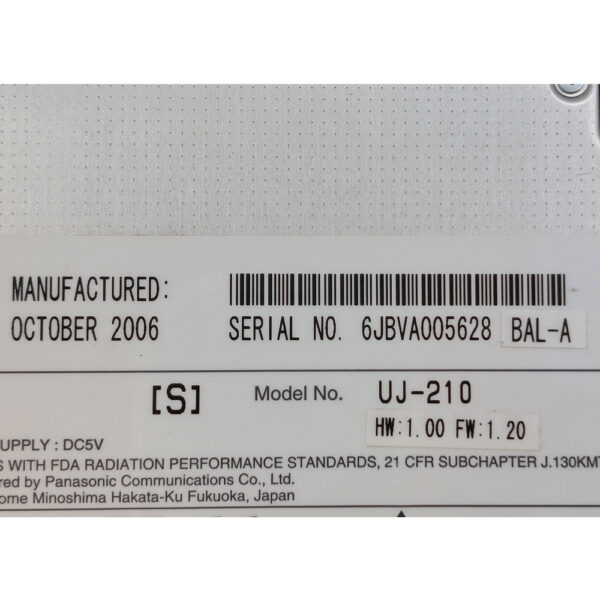 MANUFACTURED:
OCTOBER 2006 SERIAL NO. 6JBVA005628 BAL-A
[S] Model No. UJ-210
HW:1.00 FW:1.20
SUPPLY : DC5V
S WITH FDA RADIATION PERFORMANCE STANDARDS, 21 CFR SUBCHAPTER J.130KM
red by Panasonic Communications Co., Ltd.
ome Minoshima Hakata-Ku Fukuoka, Japan